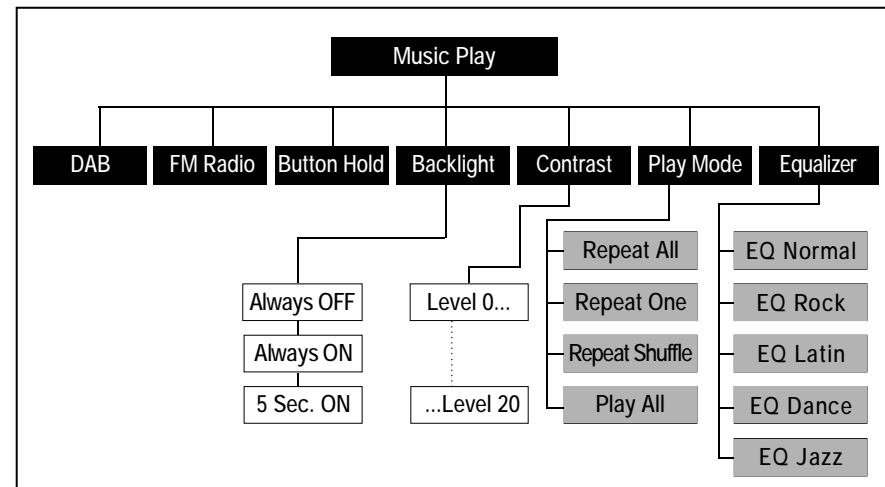 Music Play
DAB
FM Radio
Button Hold
Backlight
Contrast
Play Mode
Equalizer
Always OFF
Always ON
5 Sec. ON
Level 0...
...Level 20
Repeat All
Repeat One
Repeat Shuffle
Play All
EQ Normal
EQ Rock
EQ Latin
EQ Dance
EQ Jazz